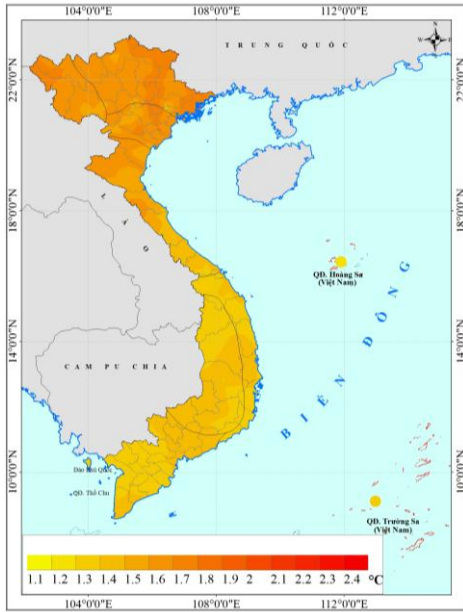 104°0'0"E 108°0'0"E 112°0'0"E
N
W E
S
TRUNG QUỐC
22°0'0"N 22°0'0"N
LÀO
18°0'0"N 18°0'0"N
QĐ. Hoàng Sa
(Việt Nam)
BIỂN ĐÔNG
14°0'0"N 14°0'0"N
CAM PU CHIA
10°0'0"N 10°0'0"N
Đảo Phú Quốc
QĐ. Thổ Chu
QĐ. Trường Sa
(Việt Nam)
1.1 1.2 1.3 1.4 1.5 1.6 1.7 1.8 1.9 2 2.1 2.2 2.3 2.4 °C
104°0'0"E 108°0'0"E 112°0'0"E